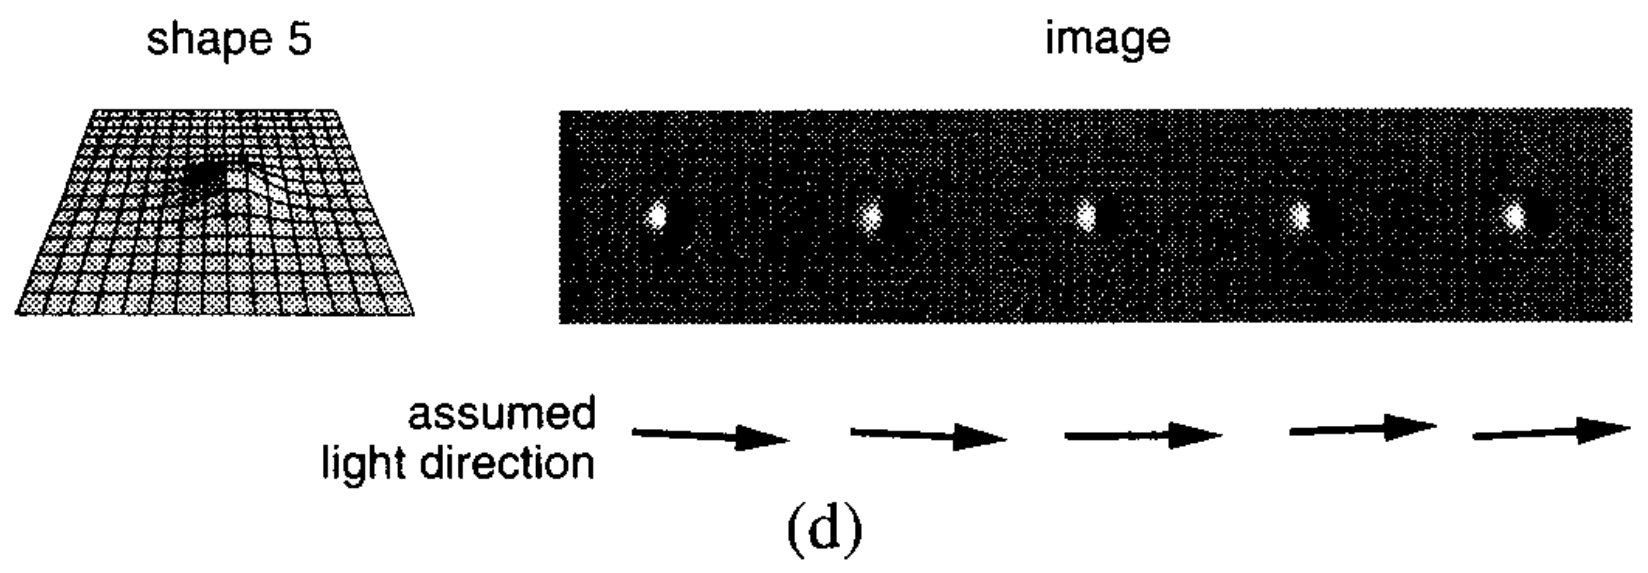 shape 5
image
assumed
light direction
(d)